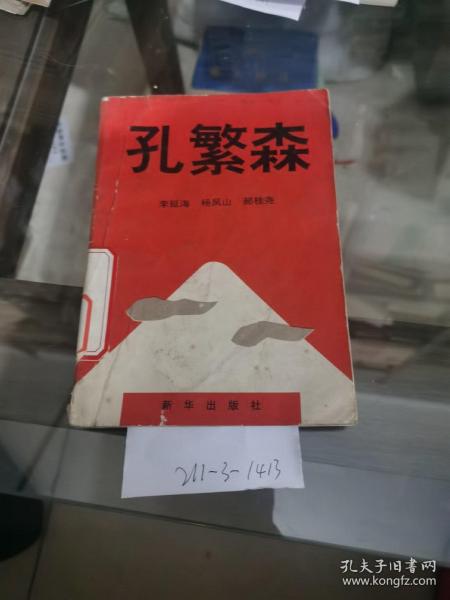 孔繁森
李延海 杨凤山 郝桂尧
新华出版社
211-3-1413
孔夫子旧书网
www.kongfz.com